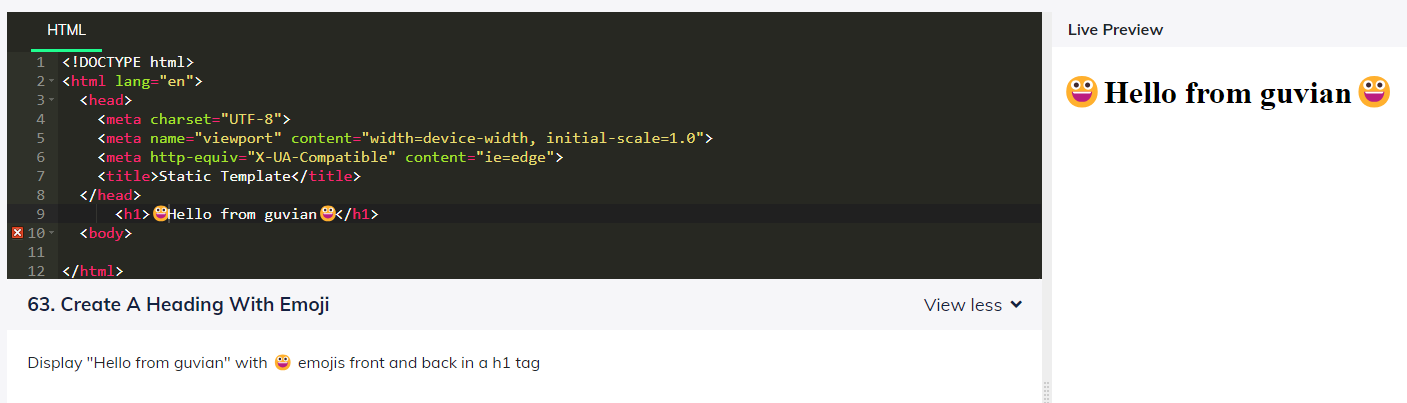 HTML
1 <!DOCTYPE html>
2 <html lang="en">
3 <head>
4 <meta charset="UTF-8">
5 <meta name="viewport" content="width=device-width, initial-scale=1.0">
6 <meta http-equiv="X-UA-Compatible" content="ie=edge">
7 <title>Static Template</title>
8 </head>
9 <h1>😀Hello from guvian😀</h1>
10 <body>
11
12 </html>
63. Create A Heading With Emoji
View less
Display "Hello from guvian" with 😀 emojis front and back in a h1 tag
Live Preview
😀 Hello from guvian 😀